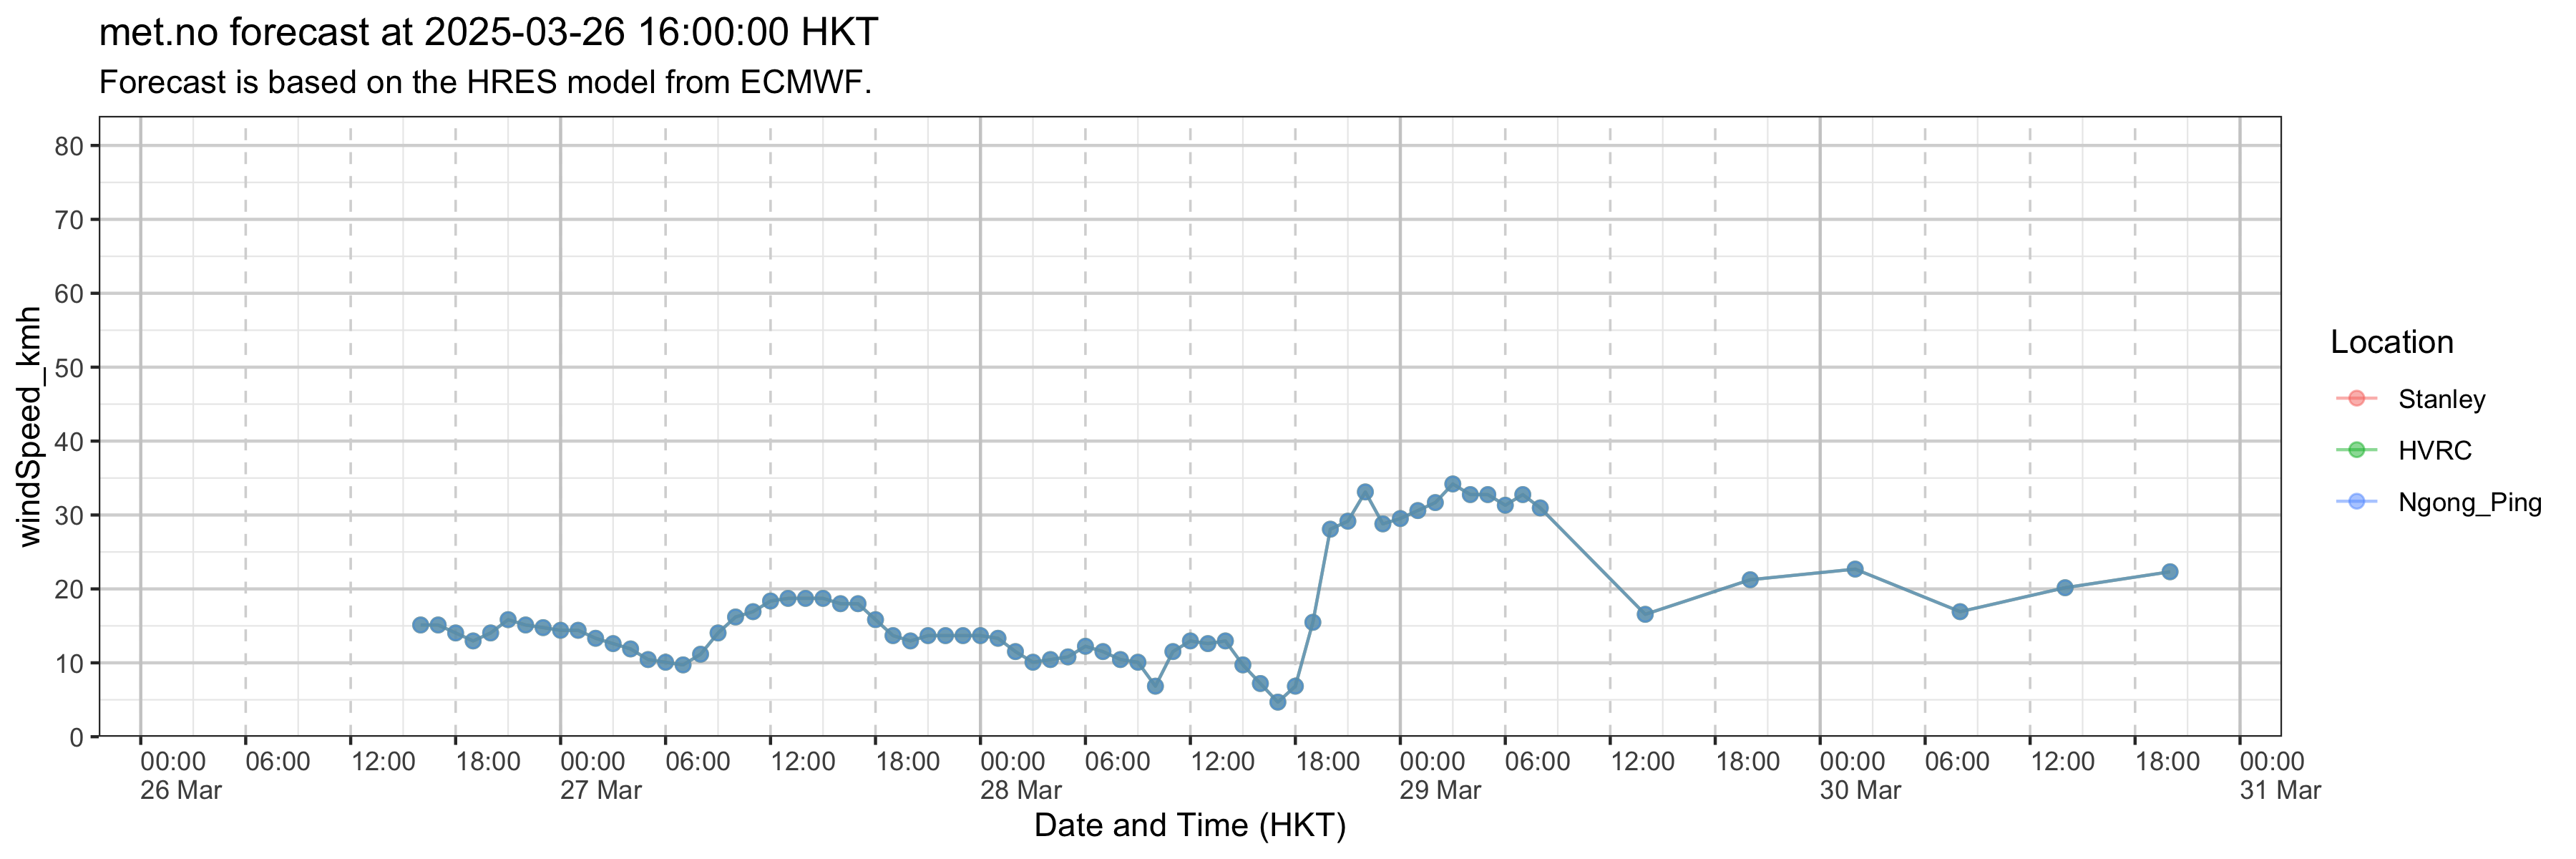 met.no forecast at 2025-03-26 16:00:00 HKT
Forecast is based on the HRES model from ECMWF.
windSpeed_kmh
80
70
60
50
40
30
20
10
0
00:00 06:00 12:00 18:00 00:00 06:00 12:00 18:00 00:00 06:00 12:00 18:00 00:00 06:00 12:00 18:00 00:00 06:00 12:00 18:00 00:00
26 Mar 27 Mar 28 Mar 29 Mar 30 Mar 31 Mar
Date and Time (HKT)
Location
Stanley
HVRC
Ngong_Ping